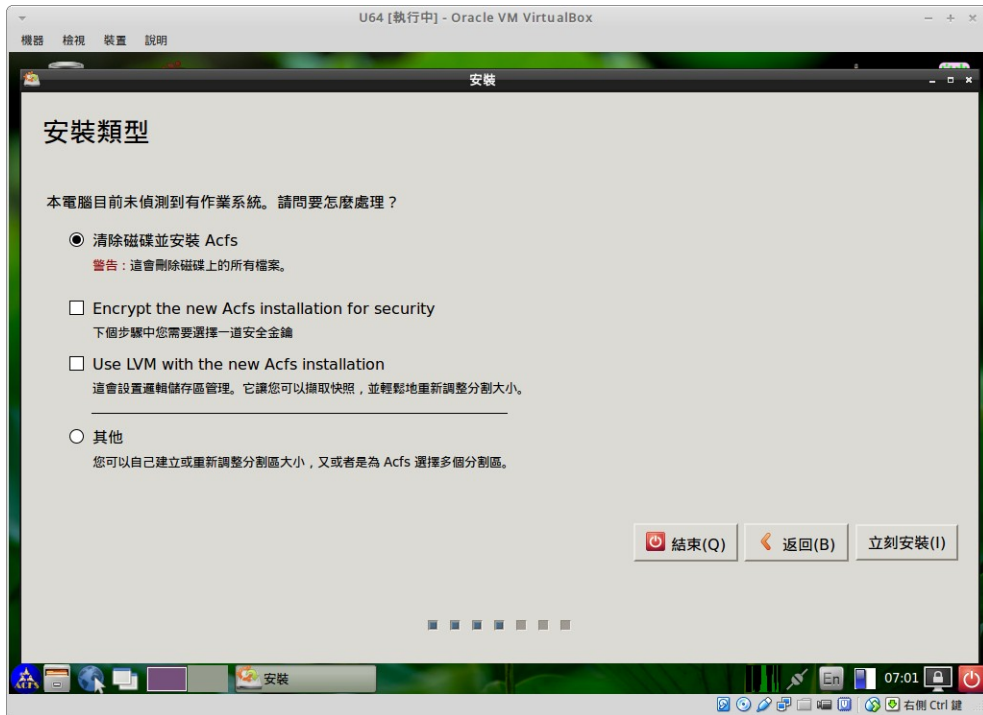 U64 [執行中] - Oracle VM VirtualBox
機器 檢視 裝置 說明
安裝
安裝類型
本電腦目前未偵測到有作業系統。請問要怎麼處理？
清除磁碟並安裝 Acfs
警告：這會刪除磁碟上的所有檔案。
Encrypt the new Acfs installation for security
下個步驟中您需要選擇一道安全金鑰
Use LVM with the new Acfs installation
這會設置邏輯儲存區管理。它讓您可以擷取快照，並輕鬆地重新調整分割大小。
其他
您可以自己建立或重新調整分割區大小，又或者是為 Acfs 選擇多個分割區。
結束(Q) 返回(B) 立刻安裝(I)
ACFS 安裝 En 07:01
右側 Ctrl 鍵